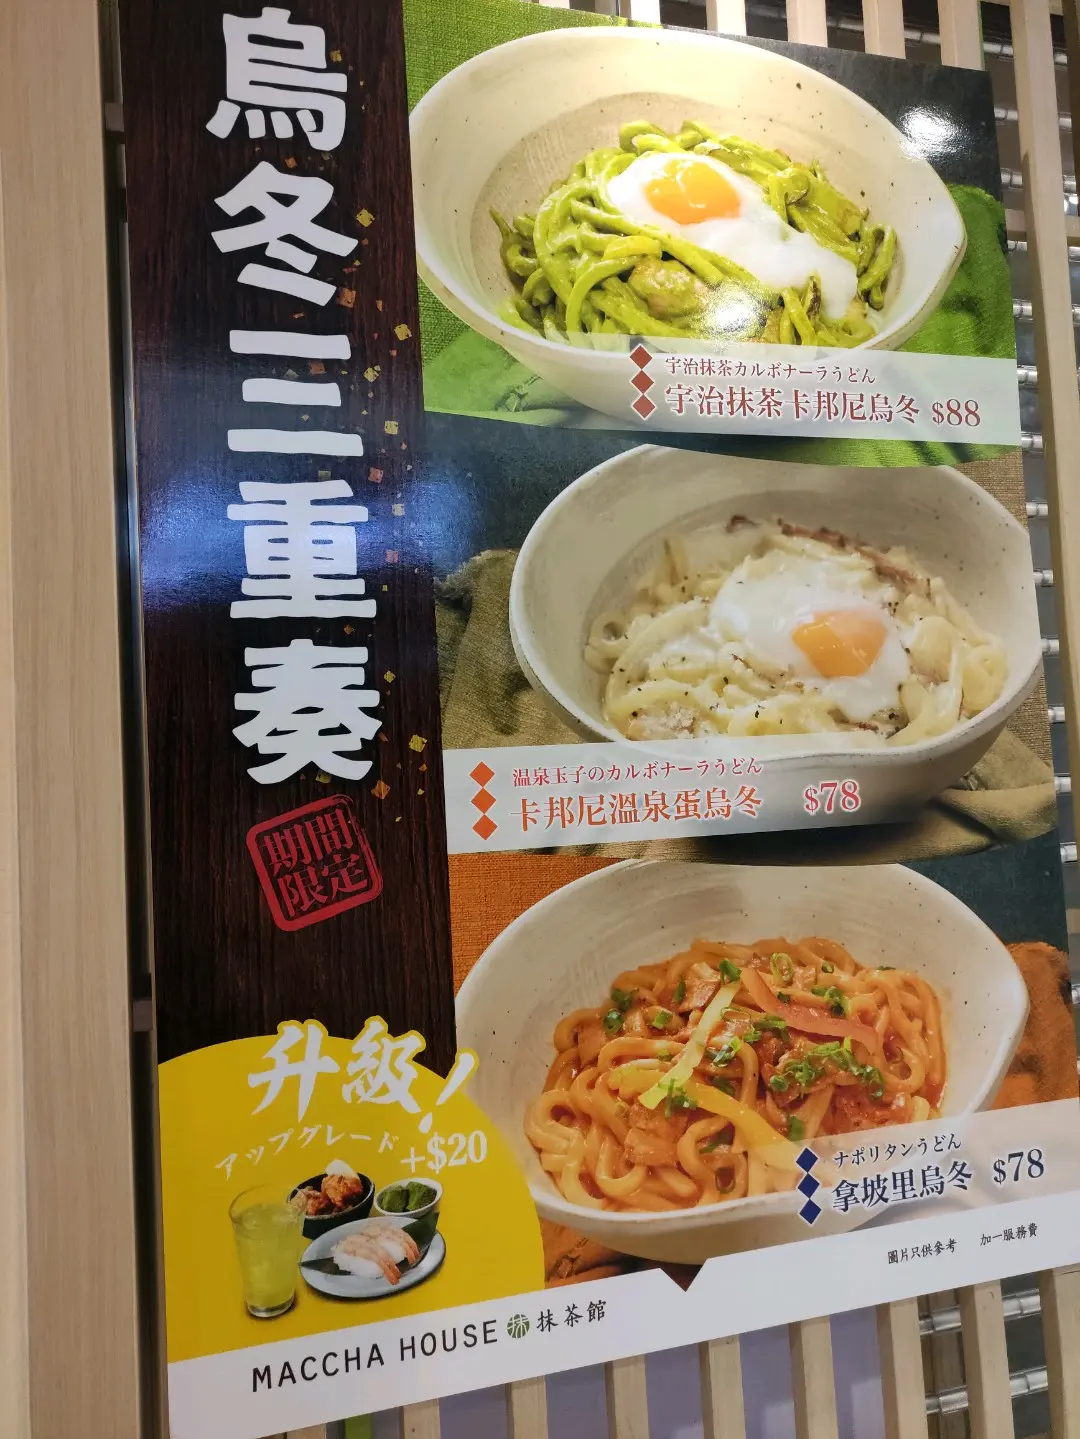 烏冬三重奏
期間
限定
宇治抹茶カルボナーラうどん
宇治抹茶卡邦尼烏冬 $88
温泉玉子のカルボナーラうどん
卡邦尼溫泉蛋烏冬 $78
ナポリタンうどん
拿坡里烏冬 $78
升級!
アップグレード
+$20
圖片只供參考 加一服務費
MACCHA HOUSE 抹 抹茶館